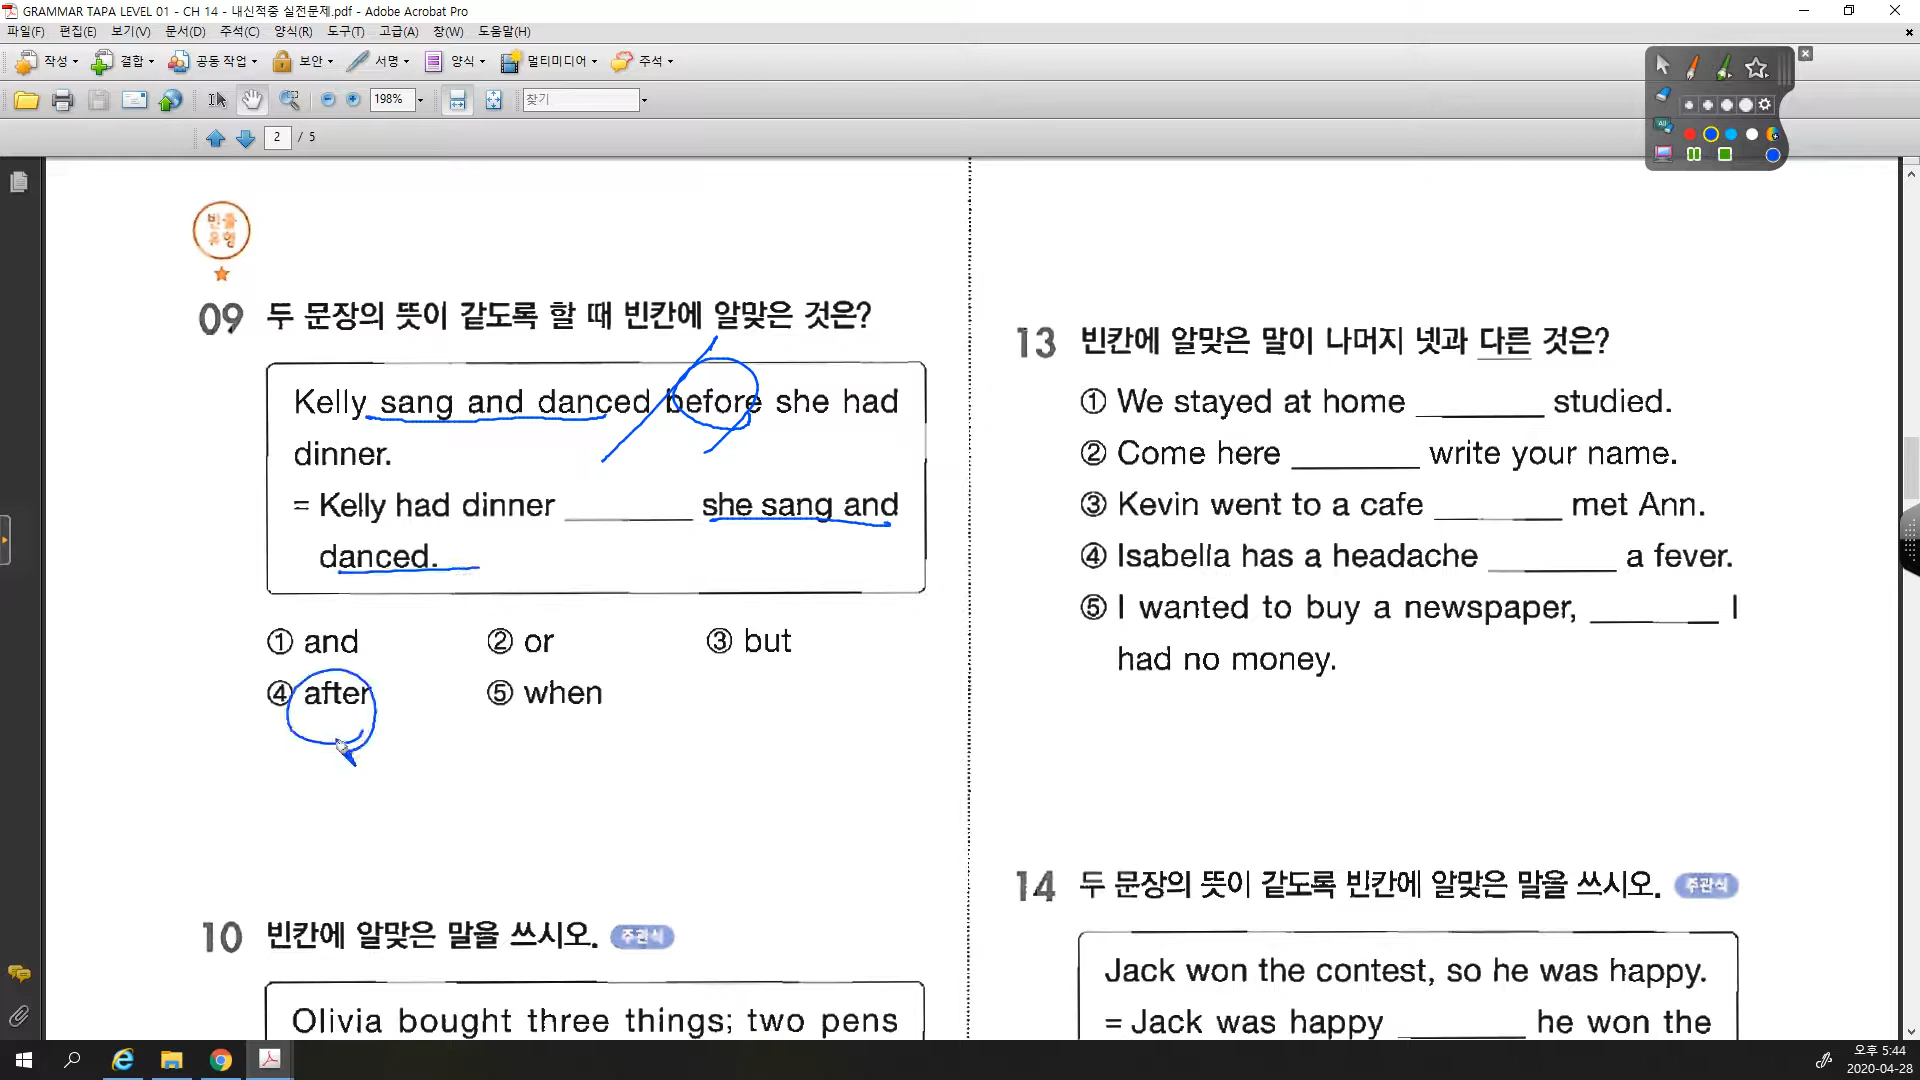 GRAMMAR TAPA LEVEL 01 - CH 14 - 내신적중 실전문제.pdf - Adobe Acrobat Pro
파일(F) 편집(E) 보기(V) 문서(D) 주석(C) 양식(R) 도구(T) 고급(A) 창(W) 도움말(H)
작성 결합 공동 작업 보안 서명 양식 멀티미디어 주석
198% 찾기
2 / 5
빈출
유형
09 두 문장의 뜻이 같도록 할 때 빈칸에 알맞은 것은?
Kelly sang and danced before she had
dinner.
= Kelly had dinner ________ she sang and
danced.
① and ② or ③ but
④ after ⑤ when
10 빈칸에 알맞은 말을 쓰시오. 주관식
Olivia bought three things; two pens
13 빈칸에 알맞은 말이 나머지 넷과 다른 것은?
① We stayed at home ________ studied.
② Come here ________ write your name.
③ Kevin went to a cafe ________ met Ann.
④ Isabella has a headache ________ a fever.
⑤ I wanted to buy a newspaper, ________ I
had no money.
14 두 문장의 뜻이 같도록 빈칸에 알맞은 말을 쓰시오. 주관식
Jack won the contest, so he was happy.
= Jack was happy ________ he won the
오후 5:44
2020-04-28